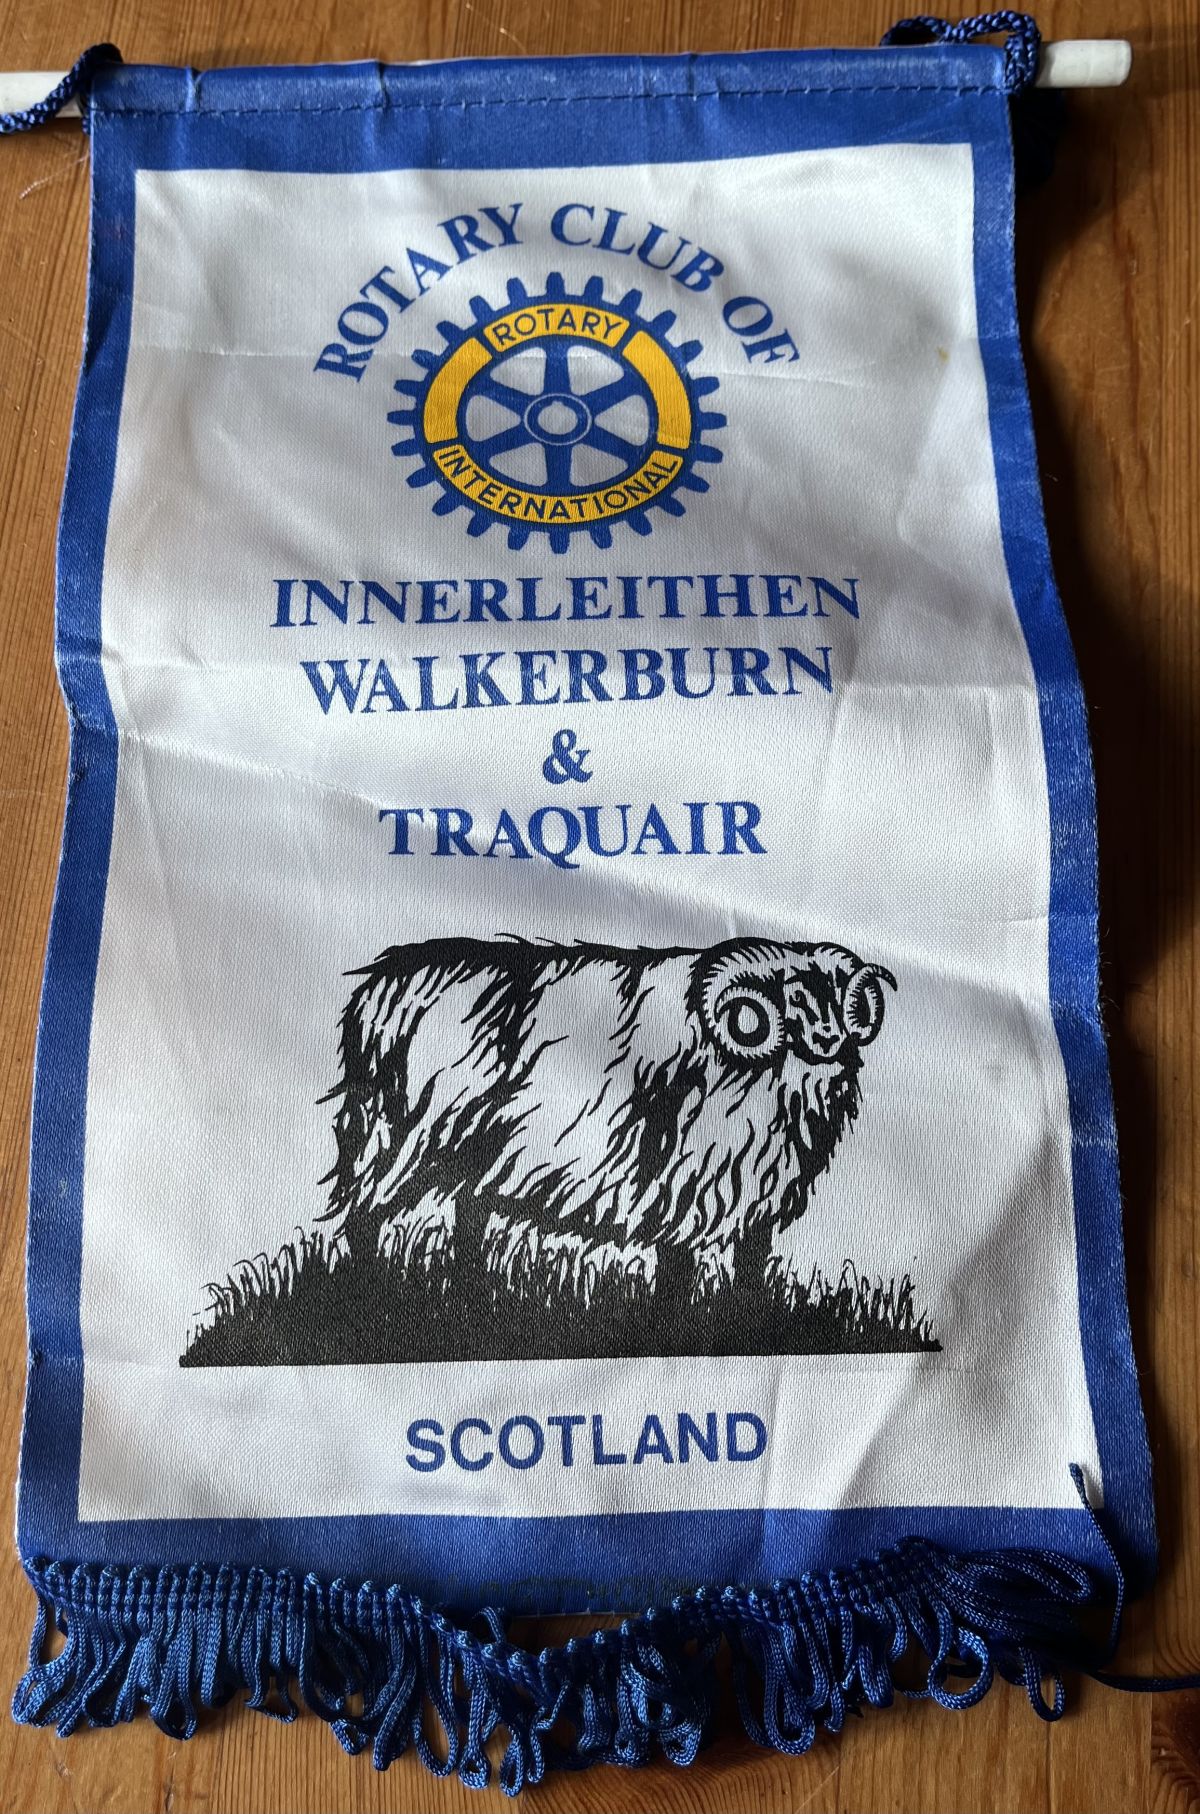 ROTARY CLUB OF
ROTARY
INTERNATIONAL
INNERLEITHEN
WALKERBURN
&
TRAQUAIR
SCOTLAND